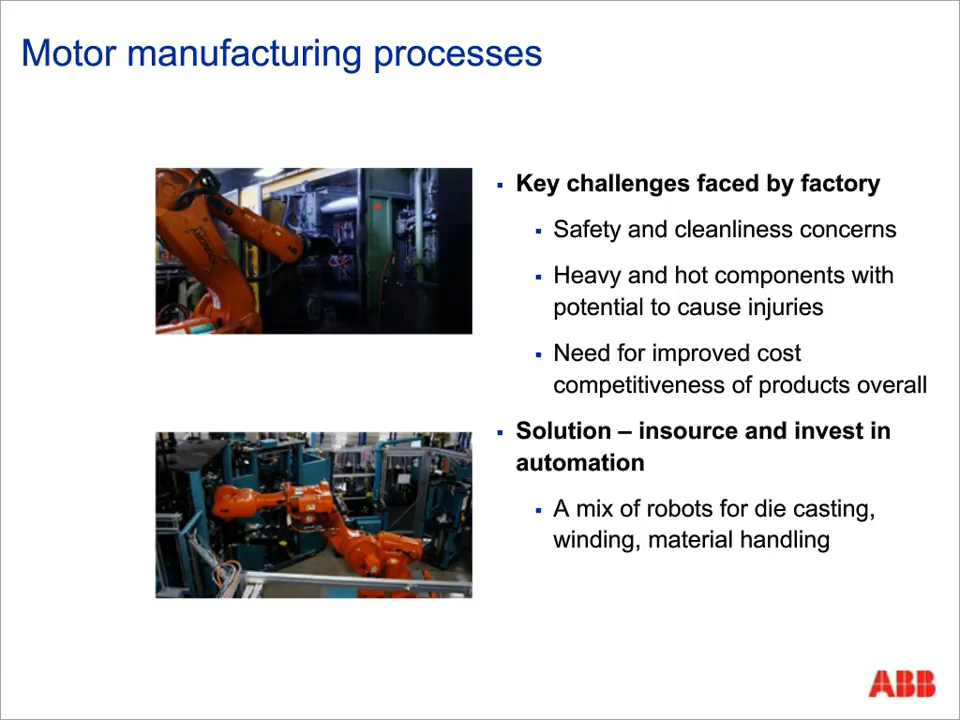 Motor manufacturing processes
Key challenges faced by factory
Safety and cleanliness concerns
Heavy and hot components with
potential to cause injuries
Need for improved cost
competitiveness of products overall
Solution – insource and invest in
automation
A mix of robots for die casting,
winding, material handling
ABB